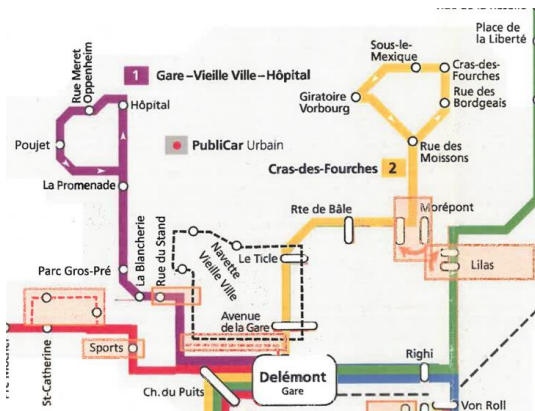 Place de
la Liberté
Sous-le-
Mexique
Cras-des-
Fourches
Rue Meret
Oppenheim
1 Gare–Vieille Ville–Hôpital
Giratoire
Vorbourg
Rue des
Bordgeais
Hôpital
Poujet
PubliCar Urbain
Rue des
Moissons
Cras-des-Fourches 2
La Promenade
Rte de Bâle
Morépont
La Blancherie
Rue du Stand
Navette
Vieille Ville
Le Ticle
Lilas
Parc Gros-Pré
Avenue
de la Gare
St-Catherine
Sports
Righi
Delémont
Gare
Ch. du Puits
Von Roll